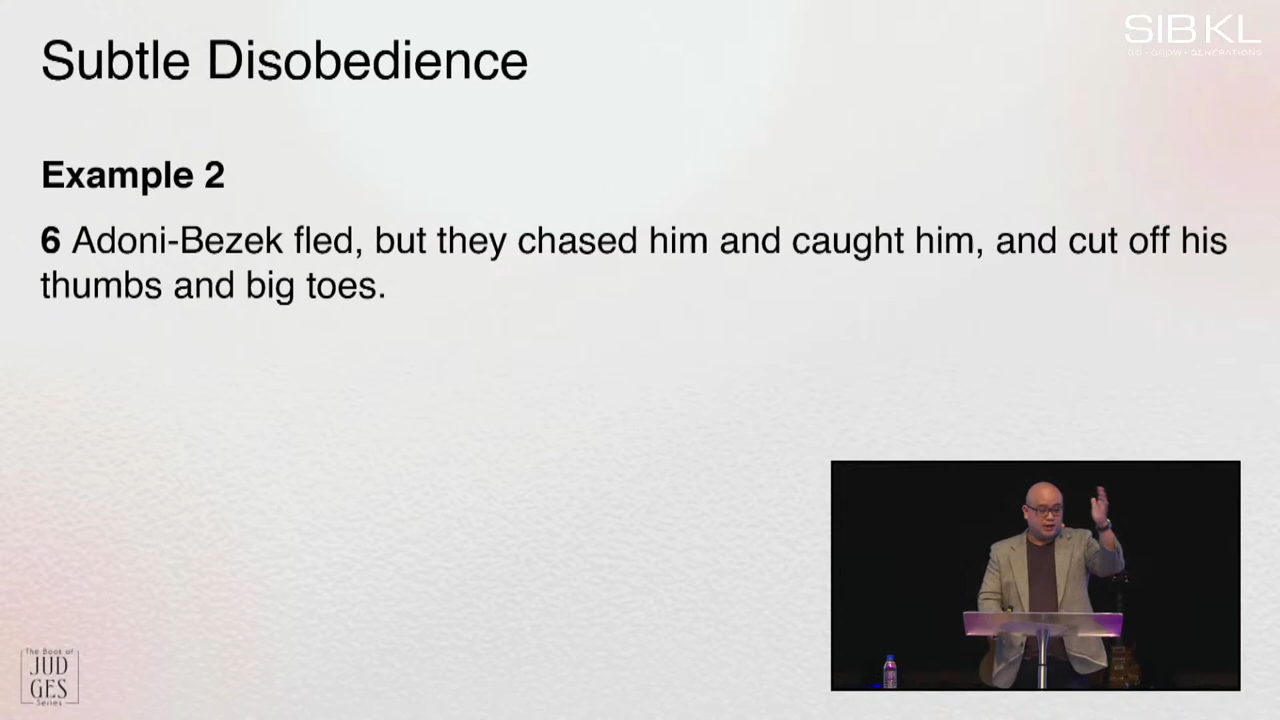 SIBKL
GO • GROW • GENERATIONS
Subtle Disobedience
Example 2
6 Adoni-Bezek fled, but they chased him and caught him, and cut off his
thumbs and big toes.
The Book of
JUD
GES
Series